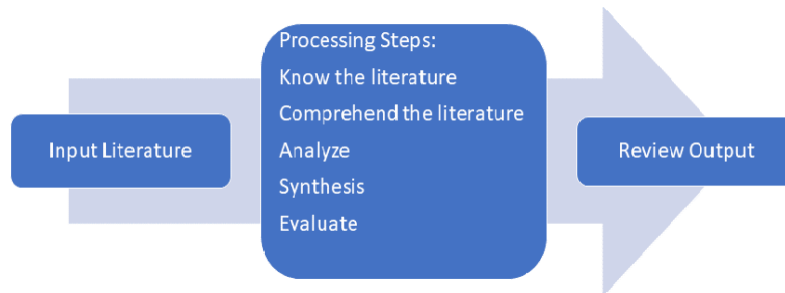 Input Literature
Processing Steps:
Know the literature
Comprehend the literature
Analyze
Synthesis
Evaluate
Review Output